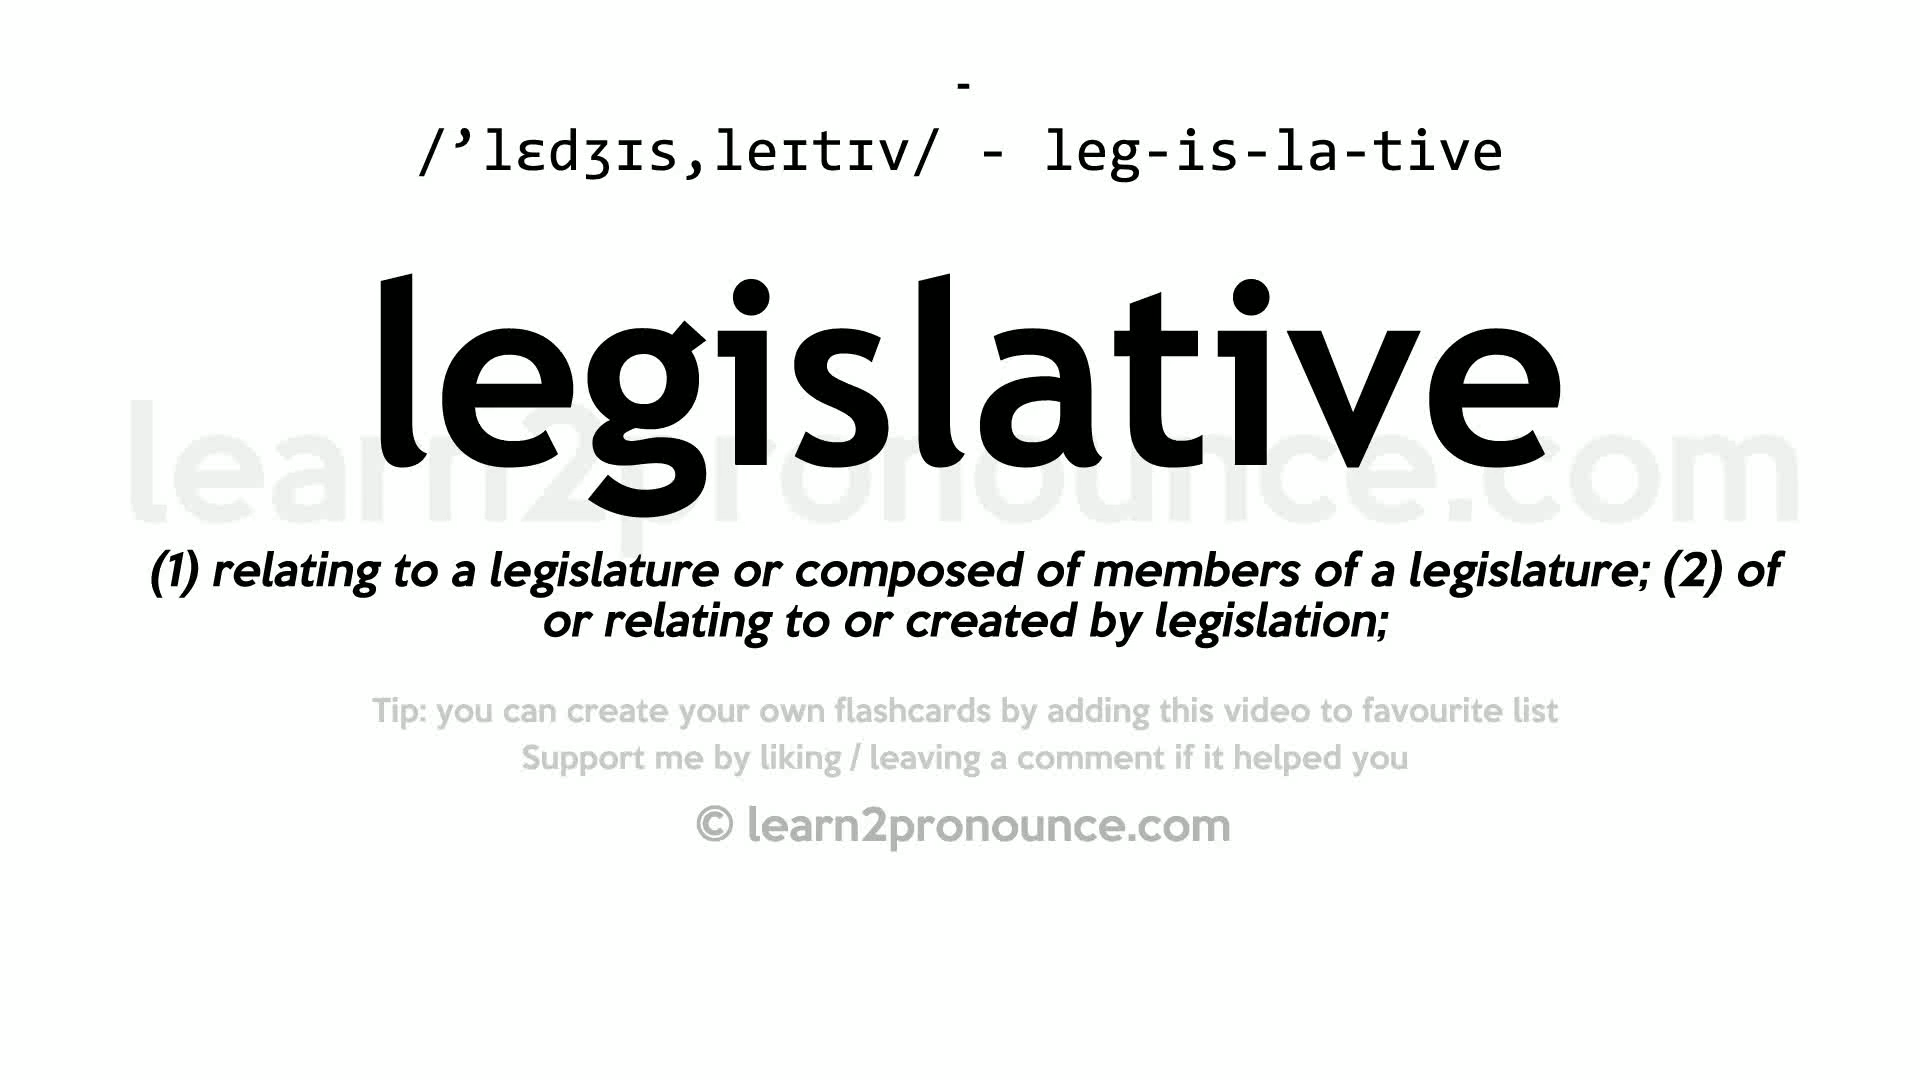 -
/’lɛdʒɪs,leɪtɪv/ - leg-is-la-tive
legislative
learn2pronounce.com
(1) relating to a legislature or composed of members of a legislature; (2) of
or relating to or created by legislation;
Tip: you can create your own flashcards by adding this video to favourite list
Support me by liking / leaving a comment if it helped you
© learn2pronounce.com